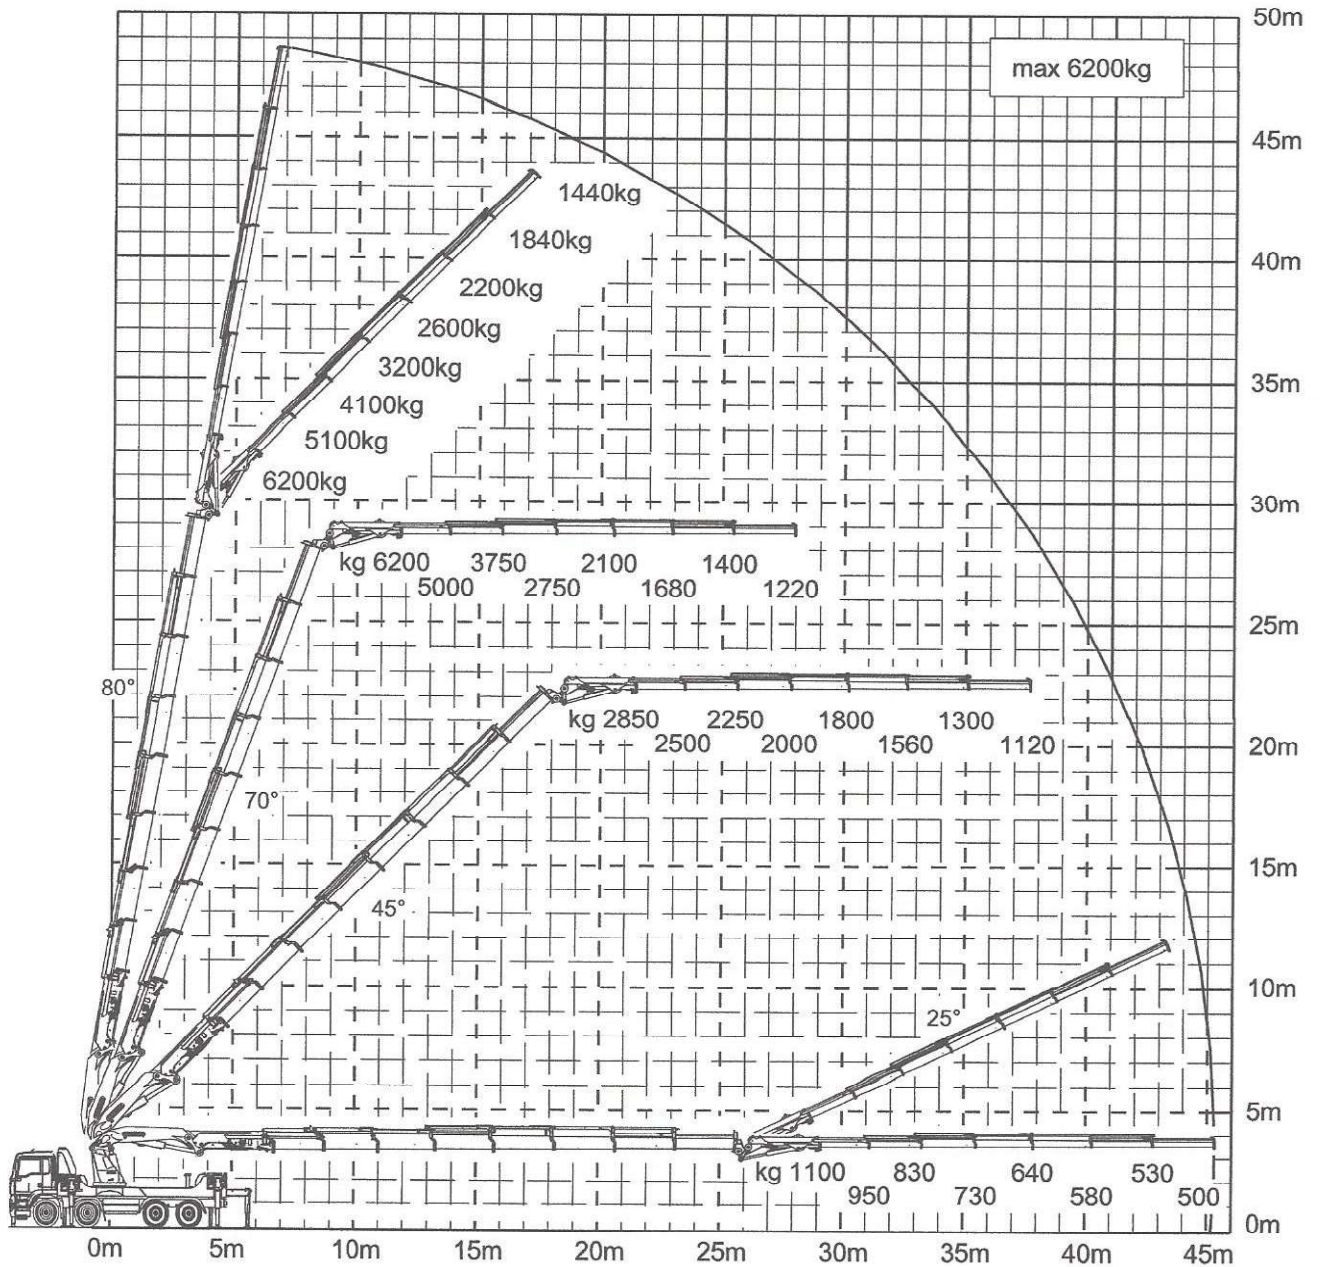 50m
max 6200kg
45m
1440kg
1840kg
40m
2200kg
2600kg
3200kg
35m
4100kg
5100kg
6200kg
30m
kg 6200 3750 2100 1400
5000 2750 1680 1220
25m
80°
kg 2850 2250 1800 1300
2500 2000 1560 1120
20m
70°
15m
45°
10m
25°
5m
kg 1100 830 640 530
950 730 580 500
0m
0m 5m 10m 15m 20m 25m 30m 35m 40m 45m